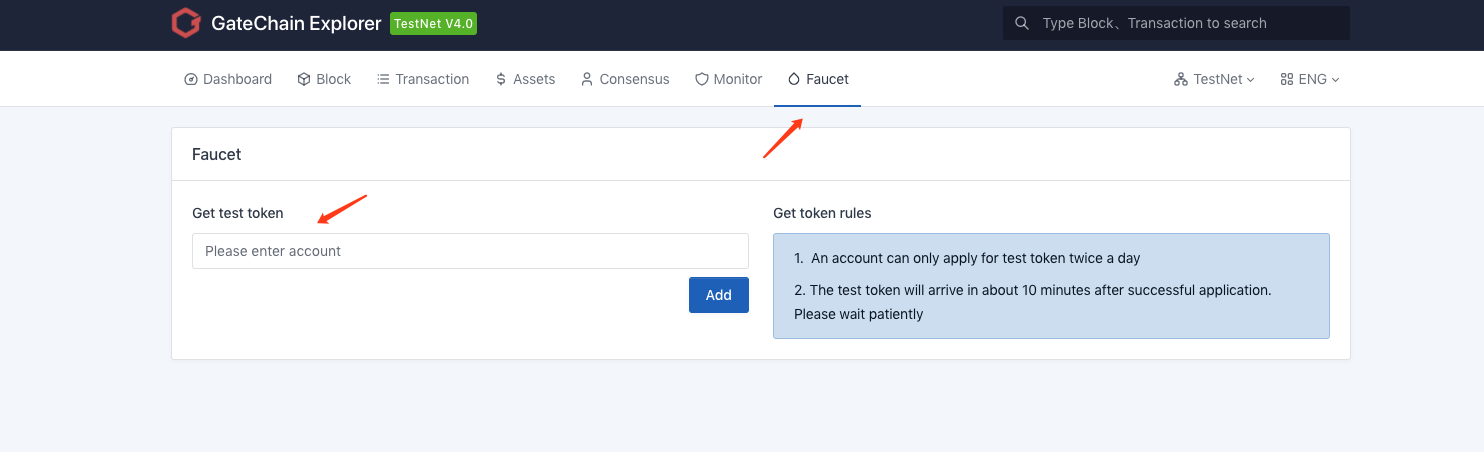 GateChain Explorer TestNet V4.0 Type Block、Transaction to search
Dashboard Block Transaction Assets Consensus Monitor Faucet TestNet ENG
Faucet
Get test token
Please enter account
Add
Get token rules
1. An account can only apply for test token twice a day
2. The test token will arrive in about 10 minutes after successful application.
Please wait patiently